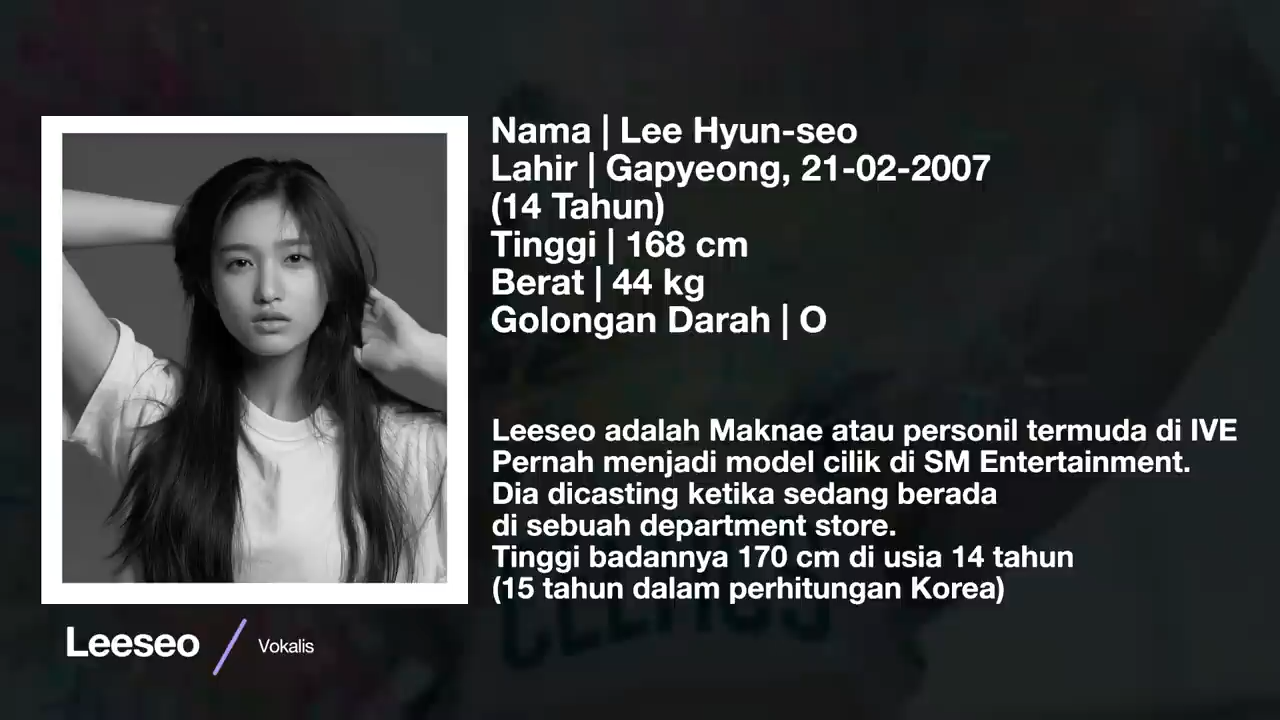 Nama | Lee Hyun-seo
Lahir | Gapyeong, 21-02-2007
(14 Tahun)
Tinggi | 168 cm
Berat | 44 kg
Golongan Darah | O
Leeseo adalah Maknae atau personil termuda di IVE
Pernah menjadi model cilik di SM Entertainment.
Dia dicasting ketika sedang berada
di sebuah department store.
Tinggi badannya 170 cm di usia 14 tahun
(15 tahun dalam perhitungan Korea)
Leeseo / Vokalis